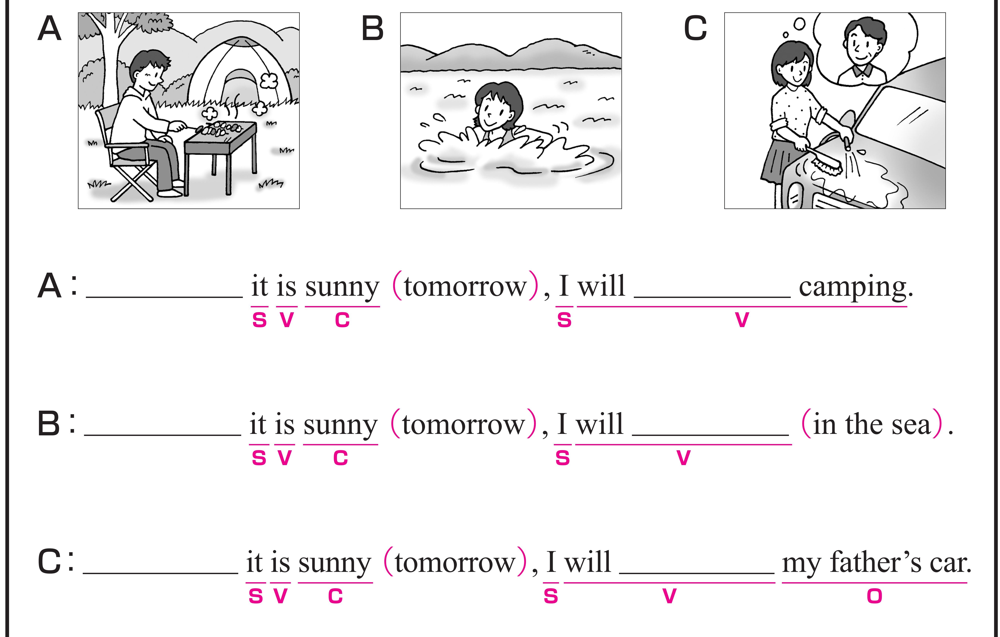 A B C
A : ____________ it is sunny (tomorrow), I will ____________ camping.
S V C S V
B : ____________ it is sunny (tomorrow), I will ____________ (in the sea).
S V C S V
C : ____________ it is sunny (tomorrow), I will ____________ my father’s car.
S V C S V O